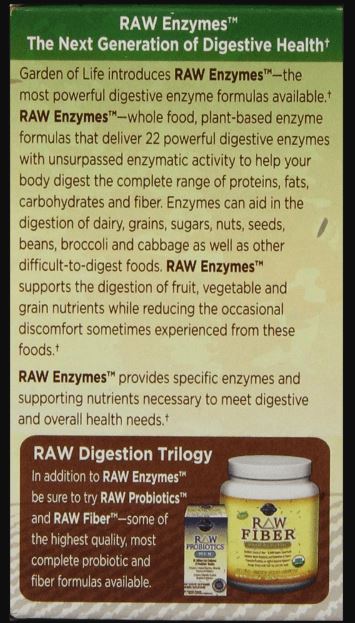 RAW Enzymes™
The Next Generation of Digestive Health†
Garden of Life introduces RAW Enzymes™—the
most powerful digestive enzyme formulas available.†
RAW Enzymes™—whole food, plant-based enzyme
formulas that deliver 22 powerful digestive enzymes
with unsurpassed enzymatic activity to help your
body digest the complete range of proteins, fats,
carbohydrates and fiber. Enzymes can aid in the
digestion of dairy, grains, sugars, nuts, seeds,
beans, broccoli and cabbage as well as other
difficult-to-digest foods. RAW Enzymes™
supports the digestion of fruit, vegetable and
grain nutrients while reducing the occasional
discomfort sometimes experienced from these
foods.†
RAW Enzymes™ provides specific enzymes and
supporting nutrients necessary to meet digestive
and overall health needs.†
RAW Digestion Trilogy
In addition to RAW Enzymes™
be sure to try RAW Probiotics™
and RAW Fiber™—some of
the highest quality, most
complete probiotic and
fiber formulas available.
RAW
PROBIOTICS
MEN
RAW
FIBER